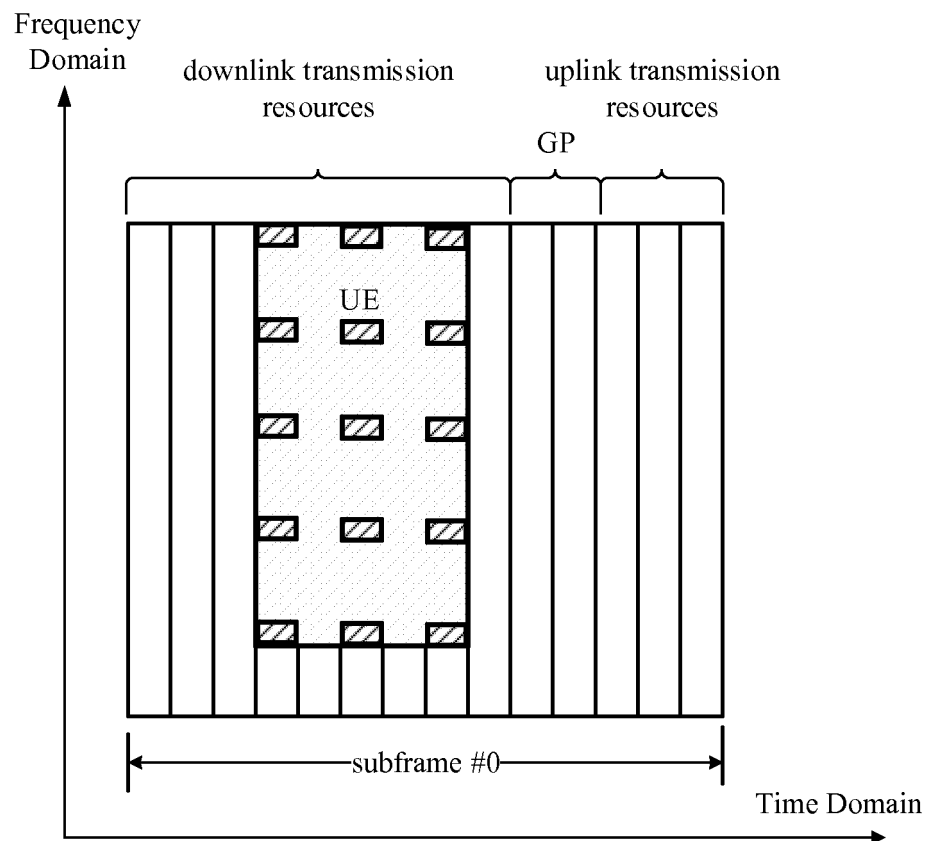 Frequency
Domain
downlink transmission
resources
uplink transmission
resources
GP
UE
subframe #0
Time Domain